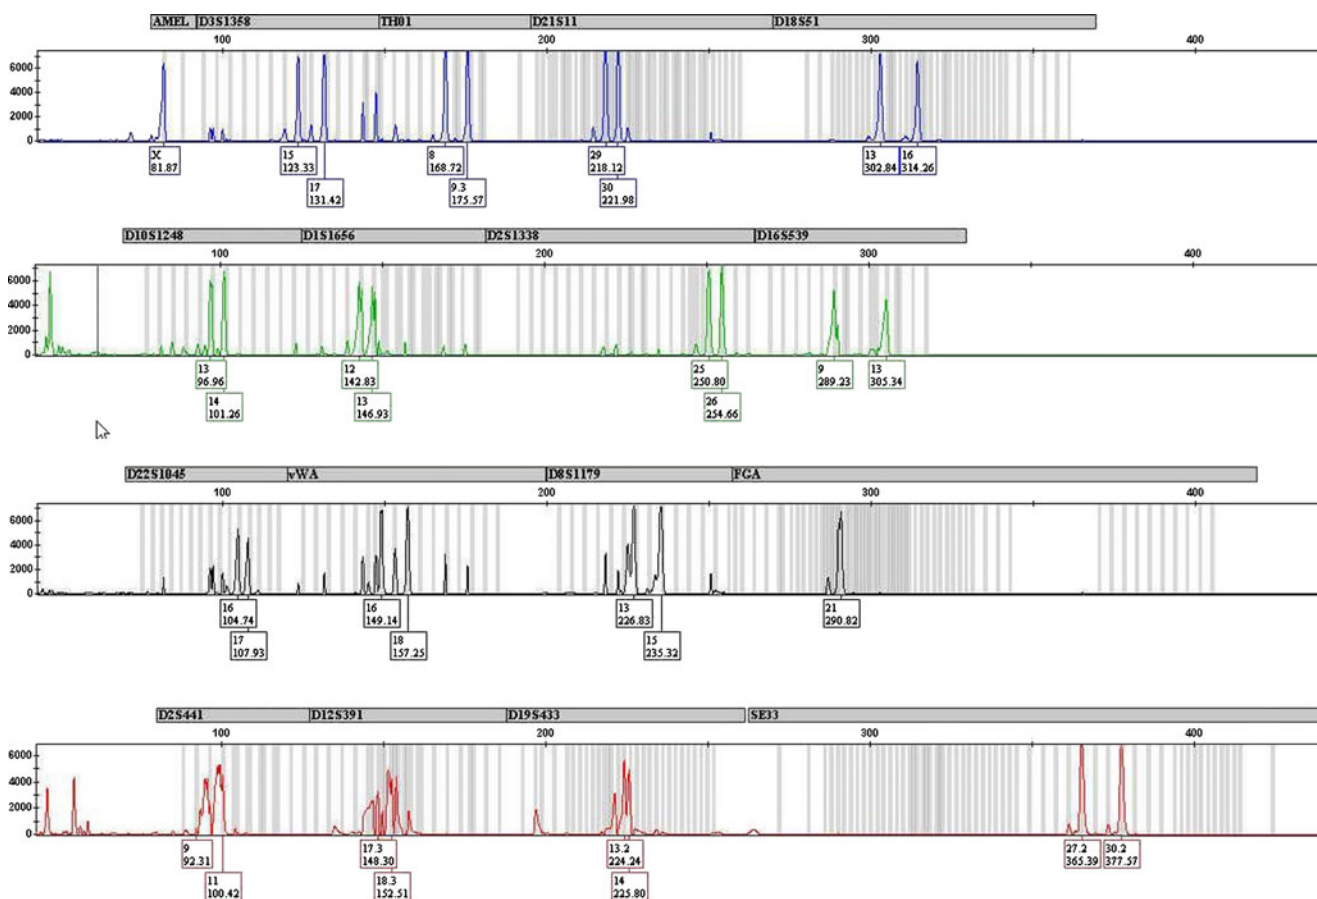 AMEL D3S1358 TH01 D21S11 D18S51
100 200 300 400
6000
4000
2000
0
X 15 8 29 13 16
81.87 123.33 168.72 218.12 302.84 314.26
17 9.3 30
131.42 175.57 221.98
D10S1248 D1S1656 D2S1338 D16S539
100 200 300 400
6000
4000
2000
0
13 12 25 9 13
96.96 142.83 250.80 289.23 305.34
14 13 26
101.26 146.93 254.66
D22S1045 vWA D8S1179 FGA
100 200 300 400
6000
4000
2000
0
16 16 13 21
104.74 149.14 226.83 290.82
17 18 15
107.93 157.25 235.32
D2S441 D12S391 D19S433 SE33
100 200 300 400
6000
4000
2000
0
9 17.3 13.2 27.2 30.2
92.31 148.30 224.24 365.39 377.57
11 18.3 14
100.42 152.51 225.80